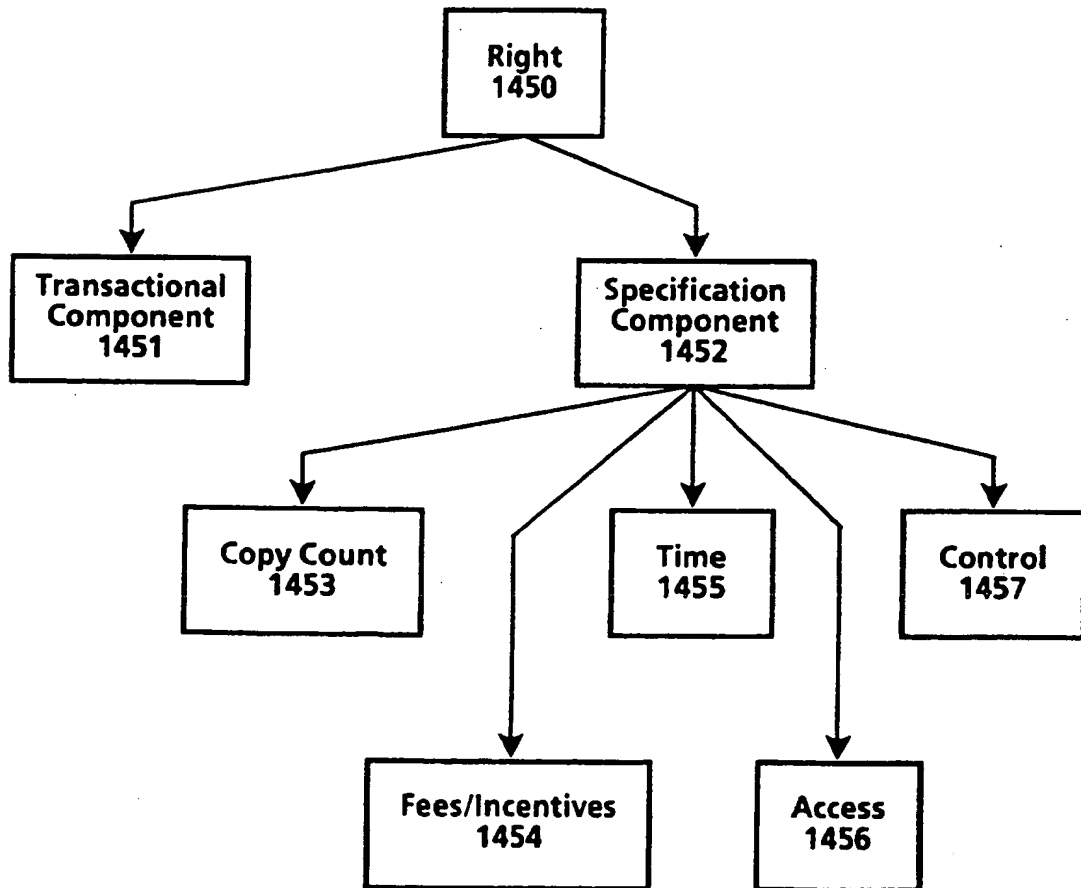 Right
1450
Transactional
Component
1451
Specification
Component
1452
Copy Count
1453
Time
1455
Control
1457
Fees/Incentives
1454
Access
1456